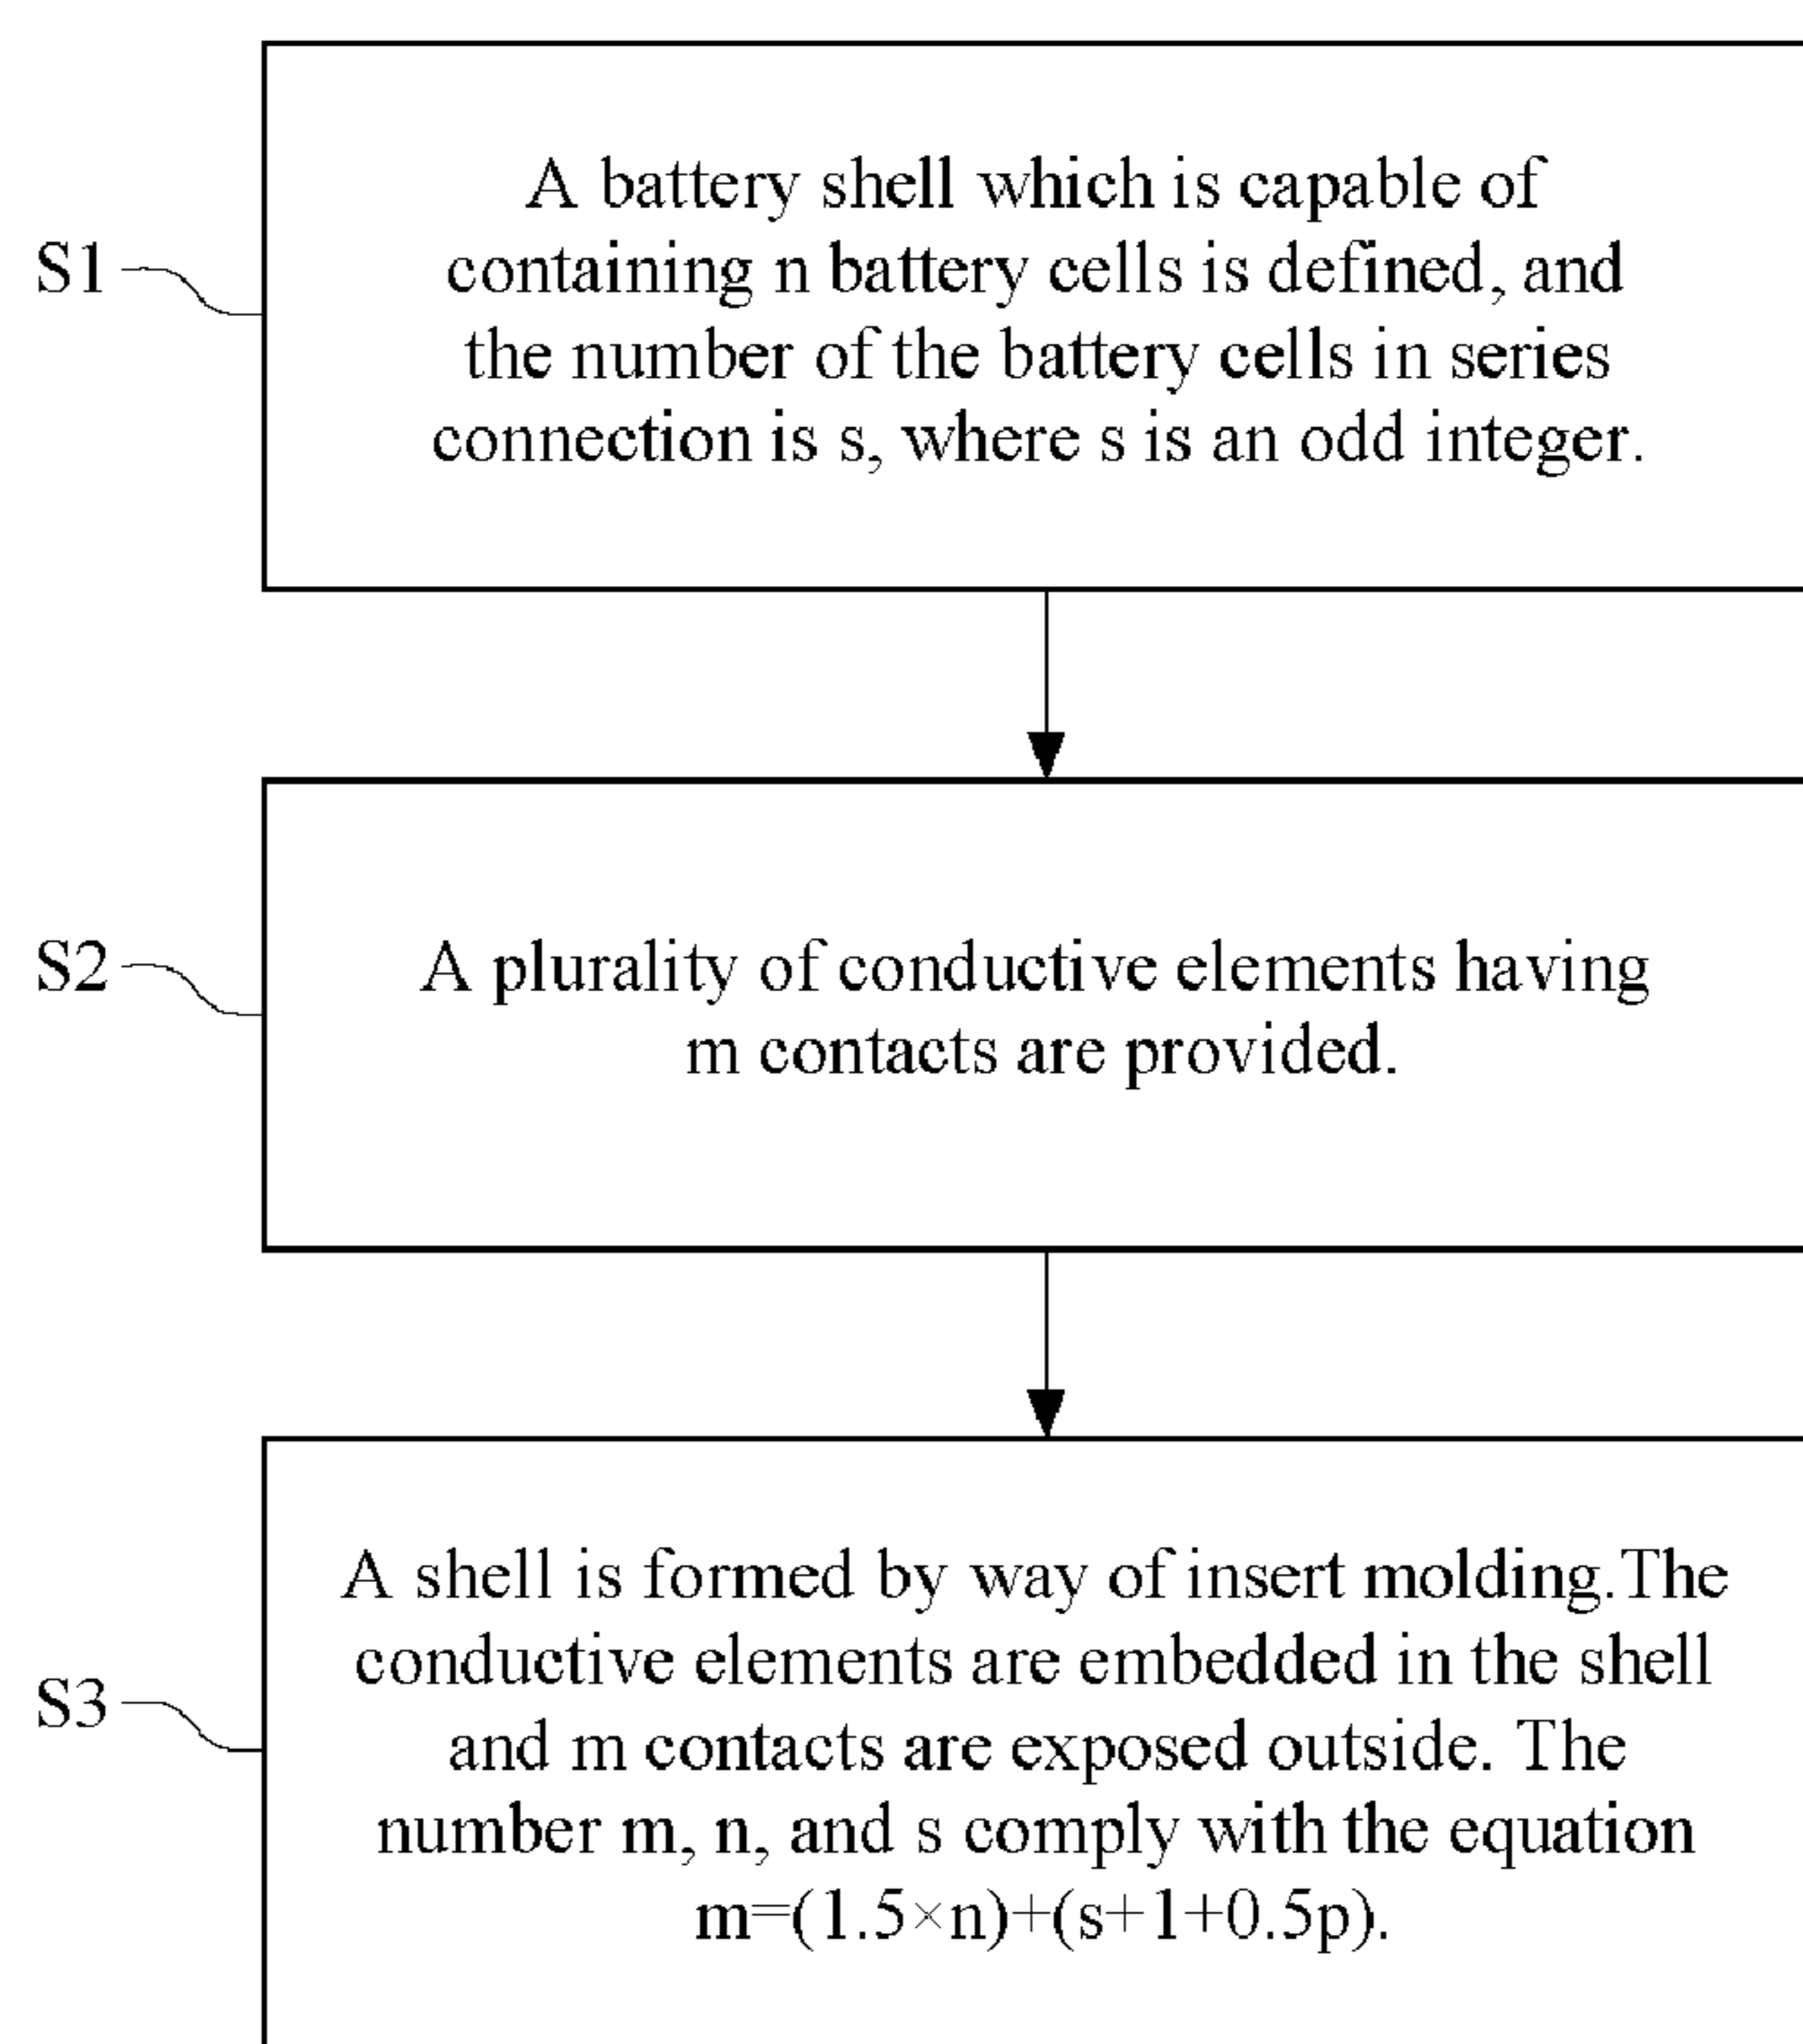 S1
A battery shell which is capable of
containing n battery cells is defined, and
the number of the battery cells in series
connection is s, where s is an odd integer.
S2
A plurality of conductive elements having
m contacts are provided.
S3
A shell is formed by way of insert molding.The
conductive elements are embedded in the shell
and m contacts are exposed outside. The
number m, n, and s comply with the equation
m=(1.5×n)+(s+1+0.5p).